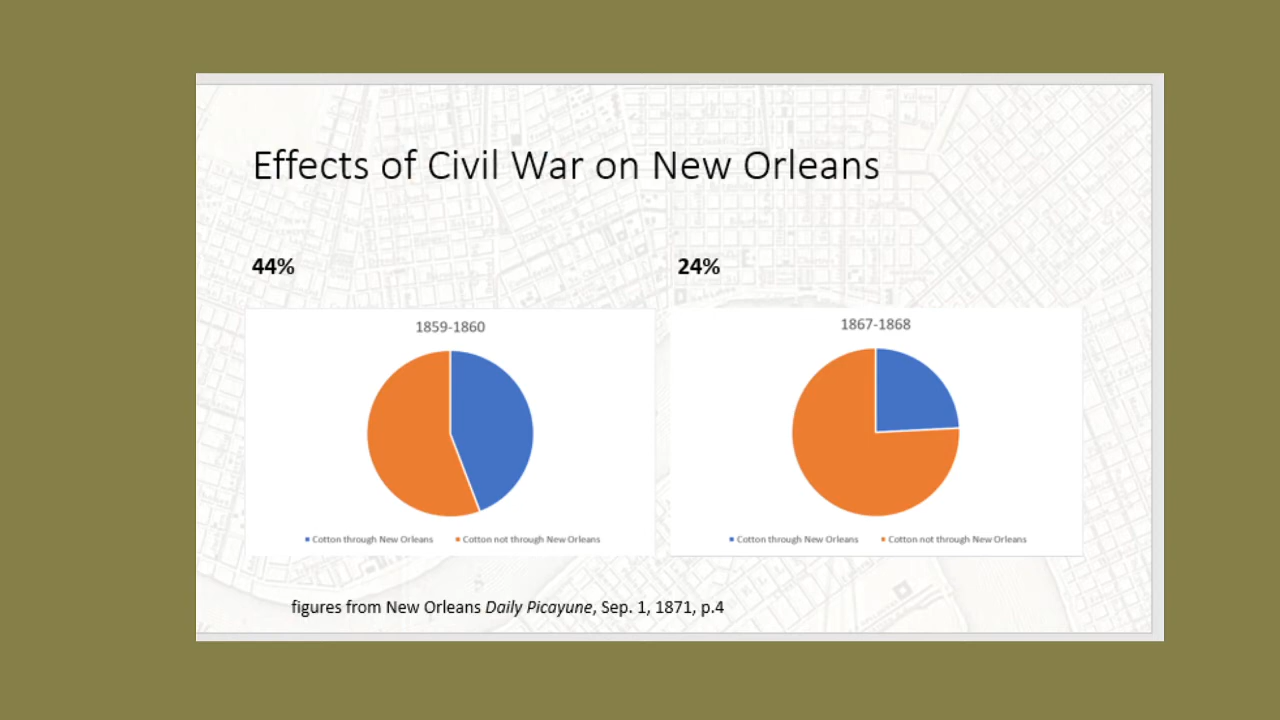 Effects of Civil War on New Orleans
44%
24%
1859-1860
Cotton through New Orleans
Cotton not through New Orleans
1867-1868
Cotton through New Orleans
Cotton not through New Orleans
figures from New Orleans Daily Picayune, Sep. 1, 1871, p.4